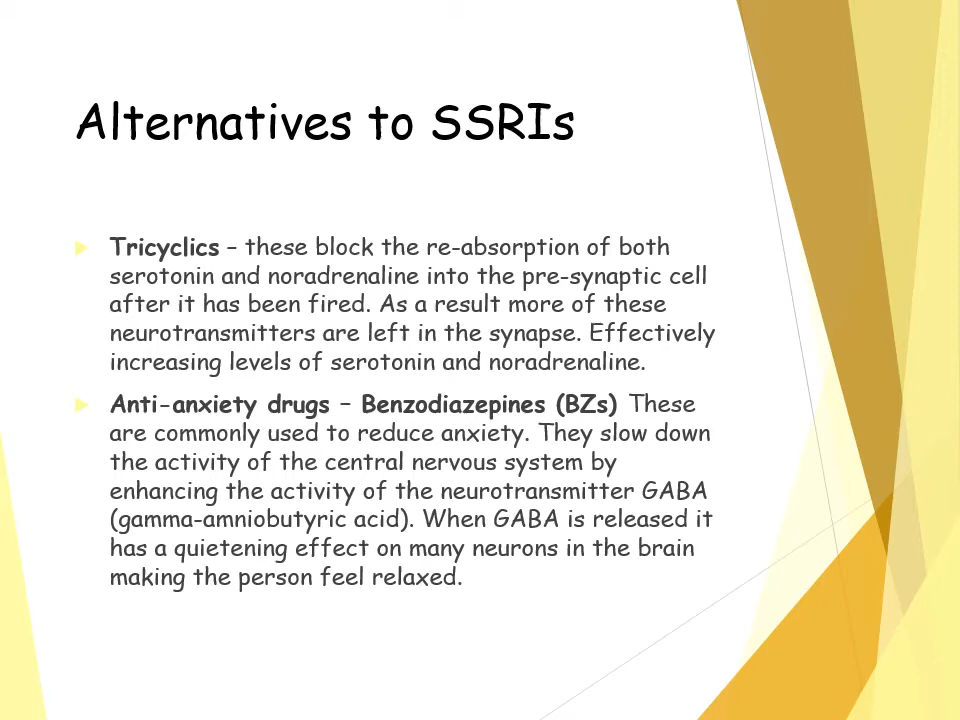 Alternatives to SSRIs
Tricyclics – these block the re-absorption of both
serotonin and noradrenaline into the pre-synaptic cell
after it has been fired. As a result more of these
neurotransmitters are left in the synapse. Effectively
increasing levels of serotonin and noradrenaline.
Anti-anxiety drugs – Benzodiazepines (BZs) These
are commonly used to reduce anxiety. They slow down
the activity of the central nervous system by
enhancing the activity of the neurotransmitter GABA
(gamma-amniobutyric acid). When GABA is released it
has a quietening effect on many neurons in the brain
making the person feel relaxed.